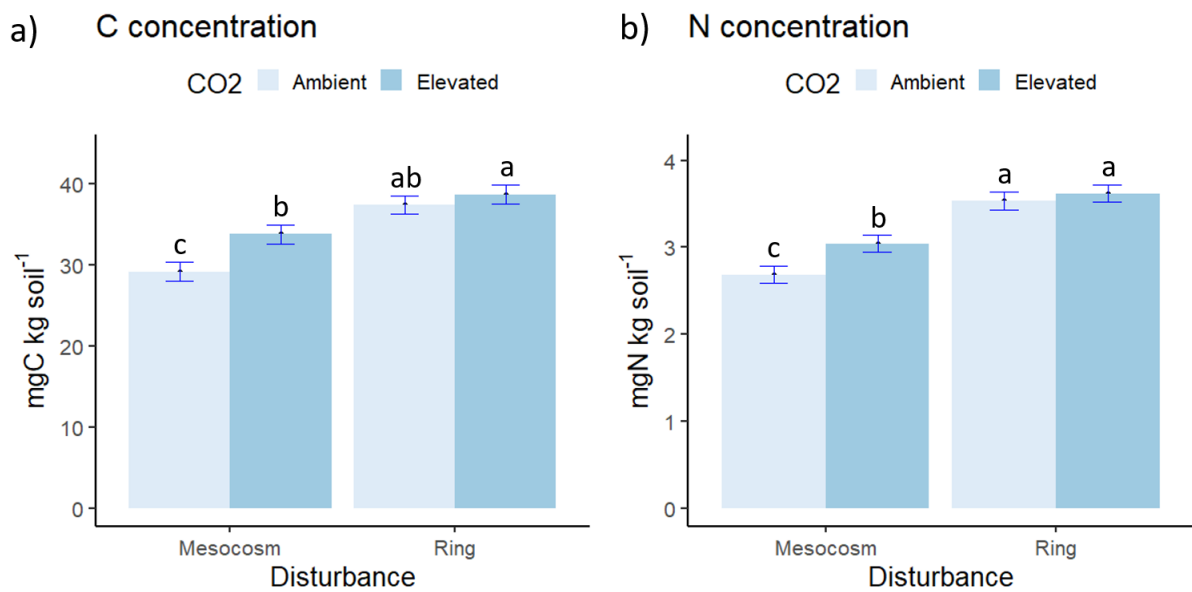 a) C concentration
CO2 Ambient Elevated
mgC kg soil⁻¹
40
30
20
10
0
c b ab a
Mesocosm Ring
Disturbance
b) N concentration
CO2 Ambient Elevated
mgN kg soil⁻¹
4
3
2
1
0
c b a a
Mesocosm Ring
Disturbance